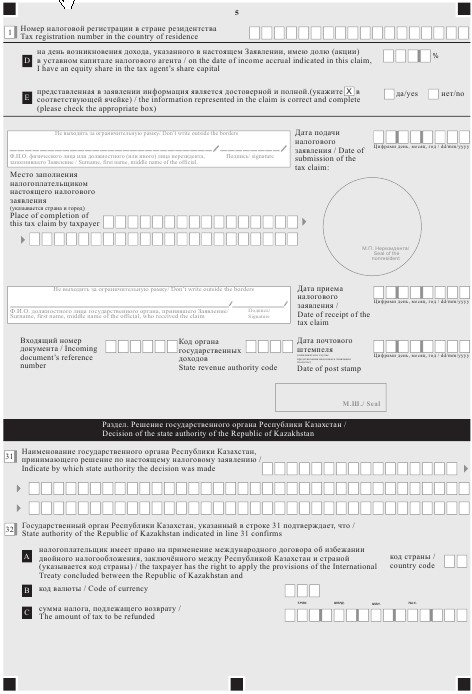 5
1 Номер налоговой регистрации в стране резидентства
Tax registration number in the country of residence
D на день возникновения дохода, указанного в настоящем Заявлении, имею долю (акции)
в уставном капитале налогового агента / on the date of income accrual indicated in this claim,
I have an equity share in the tax agent's share capital
%
E представленная в заявлении информация является достоверной и полной.(укажите X в
соответствующей ячейке) / the information represented in the claim is correct and complete
(please check the appropriate box)
да/yes нет/no
Не выходить за ограничительную рамку/ Don't write outside the borders
Ф.И.О. физического лица или должностного (или иного) лица нерезидента,
заполнившего Заявление / Surname, first name, middle name of the official.
Подпись/ signature
Дата подачи
налогового
заявления / Date of
submission of the
tax claim:
Цифрами день, месяц, год / dd/mm/yyyy
Место заполнения
налогоплательщиком
настоящего налогового
заявления
(указывается страна и город)
Place of completion of
this tax claim by taxpayer
М.П. Нерезидента/
Seal of the
nonresident
Не выходить за ограничительную рамку/ Don't write outside the borders
Ф.И.О. должностного лица государственного органа, принявшего Заявление/
Surname, first name, middle name of the official, who received the claim
Подпись/
Signature
Дата приема
налогового
заявления /
Date of receipt of the
tax claim
Цифрами день, месяц, год / dd/mm/yyyy
Входящий номер
документа / Incoming
document's reference
number
Код органа
государственных
доходов
State revenue authority code
Дата почтового
штемпеля
Date of post stamp
Цифрами день, месяц, год / dd/mm/yyyy
М.Ш./ Seal
Раздел. Решение государственного органа Республики Казахстан /
Decision of the state authority of the Republic of Kazakhstan
31 Наименование государственного органа Республики Казахстан,
принимающего решение по настоящему налоговому заявлению/
Indicate by which state authority the decision was made
32 Государственный орган Республики Казахстан, указанный в строке 31 подтверждает, что /
State authority of the Republic of Kazakhstan indicated in line 31 confirms
A налогоплательщик имеет право на применение международного договора об избежании
двойного налогообложения, заключённого между Республикой Казахстан и страной
(указывается код страны) / the taxpayer has the right to apply the provisions of the International
Treaty concluded between the Republic of Kazakhstan and
код страны /
country code
B код валюты / Code of currency
C сумма налога, подлежащего возврату /
The amount of tax to be refunded